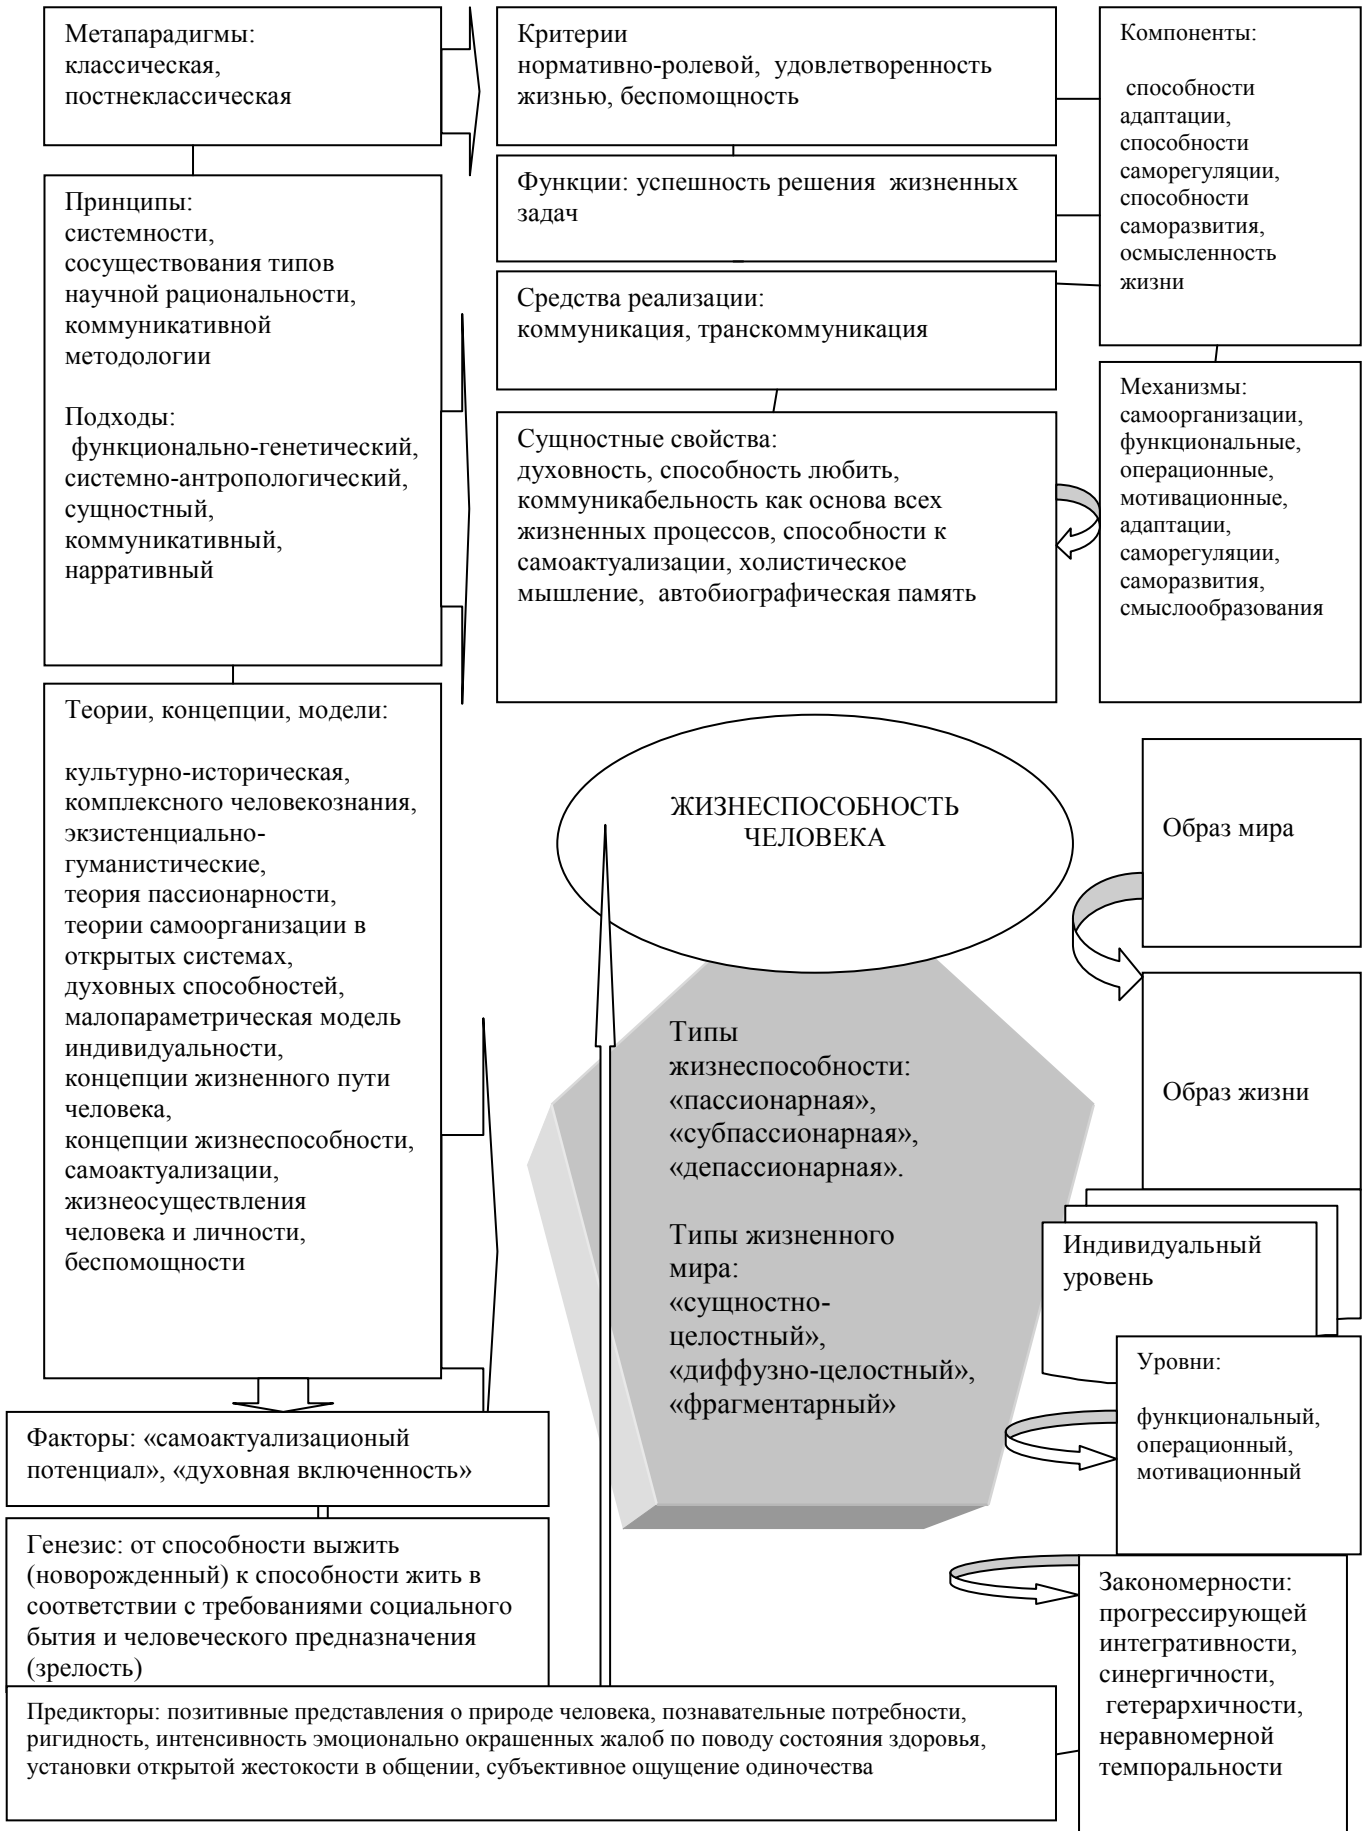 Метапарадигмы:
классическая,
постнеклассическая
Критерии
нормативно-ролевой, удовлетворенность
жизнью, беспомощность
Компоненты:
способности
адаптации,
способности
саморегуляции,
способности
саморазвития,
осмысленность
жизни
Принципы:
системности,
сосуществования типов
научной рациональности,
коммуникативной
методологии
Подходы:
функционально-генетический,
системно-антропологический,
сущностный,
коммуникативный,
нарративный
Функции: успешность решения жизненных
задач
Средства реализации:
коммуникация, транскоммуникация
Сущностные свойства:
духовность, способность любить,
коммуникабельность как основа всех
жизненных процессов, способности к
самоактуализации, холистическое
мышление, автобиографическая память
Механизмы:
самоорганизации,
функциональные,
операционные,
мотивационные,
адаптации,
саморегуляции,
саморазвития,
смыслообразования
Теории, концепции, модели:
культурно-историческая,
комплексного человекознания,
экзистенциально-
гуманистические,
теория пассионарности,
теории самоорганизации в
открытых системах,
духовных способностей,
малопараметрическая модель
индивидуальности,
концепции жизненного пути
человека,
концепции жизнеспособности,
самоактуализации,
жизнеосуществления
человека и личности,
беспомощности
ЖИЗНЕСПОСОБНОСТЬ
ЧЕЛОВЕКА
Образ мира
Образ жизни
Типы
жизнеспособности:
«пассионарная»,
«субпассионарная»,
«депассионарная».
Типы жизненного
мира:
«сущностно-
целостный»,
«диффузно-целостный»,
«фрагментарный»
Индивидуальный
уровень
Уровни:
функциональный,
операционный,
мотивационный
Факторы: «самоактуализационый
потенциал», «духовная включенность»
Генезис: от способности выжить
(новорожденный) к способности жить в
соответствии с требованиями социального
бытия и человеческого предназначения
(зрелость)
Закономерности:
прогрессирующей
интегративности,
синергичности,
гетерархичности,
неравномерной
темпоральности
Предикторы: позитивные представления о природе человека, познавательные потребности,
ригидность, интенсивность эмоционально окрашенных жалоб по поводу состояния здоровья,
установки открытой жестокости в общении, субъективное ощущение одиночества